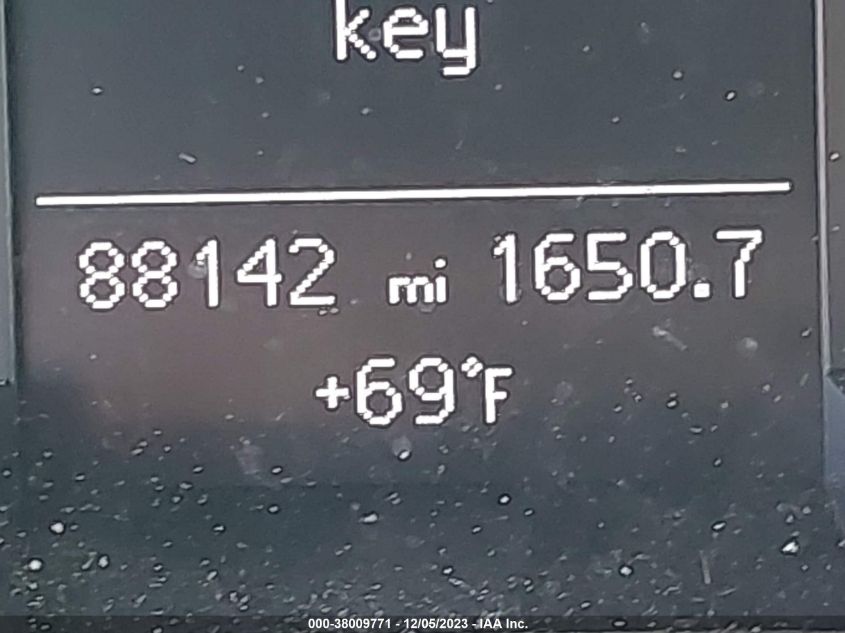 key
88142 mi 1650.7
+69°F
000-38009771 - 12/05/2023 - IAA Inc.